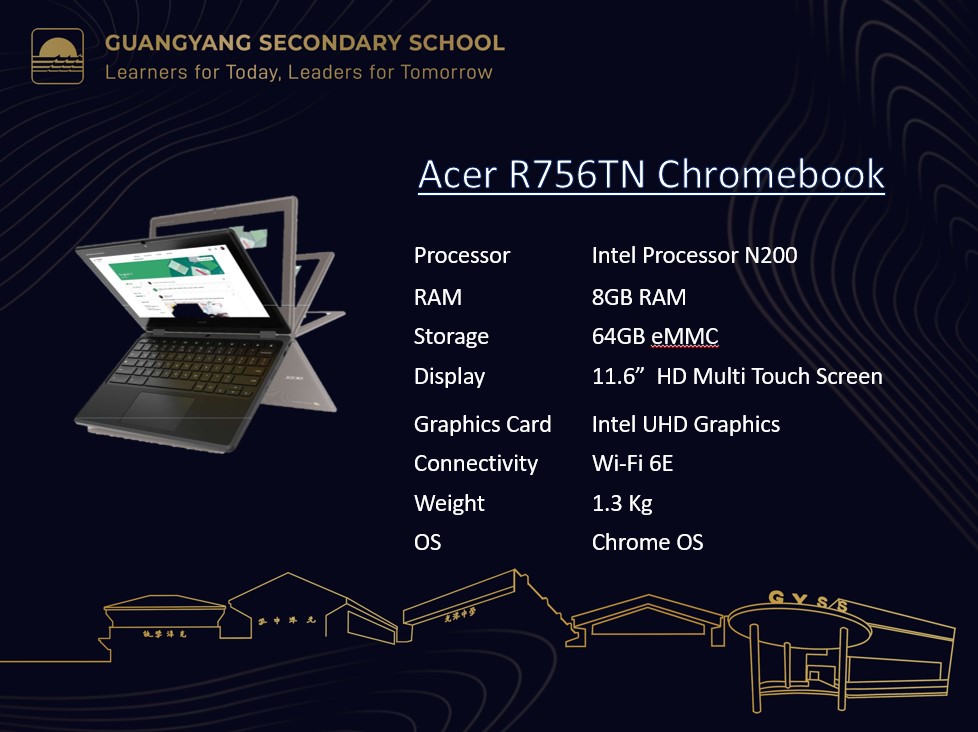 GUANGYANG SECONDARY SCHOOL
Learners for Today, Leaders for Tomorrow
Acer R756TN Chromebook
Processor Intel Processor N200
RAM 8GB RAM
Storage 64GB eMMC
Display 11.6”  HD Multi Touch Screen
Graphics Card Intel UHD Graphics
Connectivity Wi-Fi 6E
Weight 1.3 Kg
OS Chrome OS
GYSS